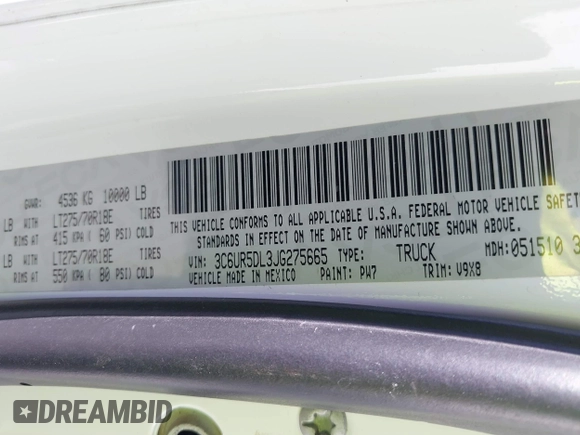 GVWR: 4536 KG 10000 LB
LB WITH LT275/70R18E TIRES
RIMS AT 415 KPA ( 60 PSI) COLD
LB WITH LT275/70R18E TIRES
RIMS AT 550 KPA ( 80 PSI) COLD
THIS VEHICLE CONFORMS TO ALL APPLICABLE U.S.A. FEDERAL MOTOR VEHICLE SAFETY
STANDARDS IN EFFECT ON THE DATE OF MANUFACTURE SHOWN ABOVE.
VIN: 3C6UR5DL3JG275665 TYPE: TRUCK MDH: 051510 3
VEHICLE MADE IN MEXICO PAINT: PW7 TRIM: V9X8
DREAMBID